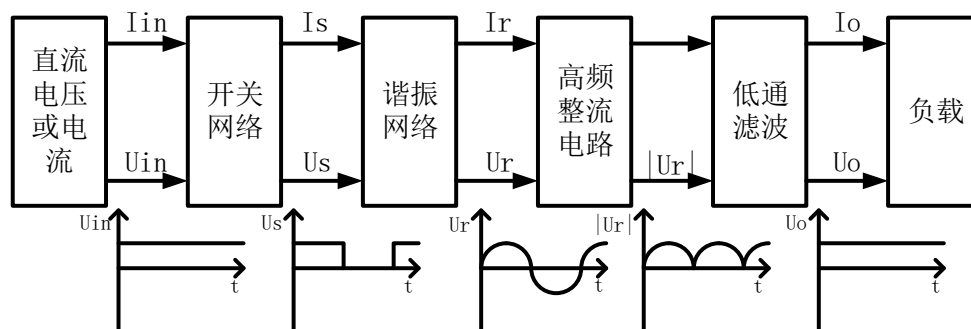 Iin
Is
Ir
Io
直流
电压
或电
流
开关
网络
谐振
网络
高频
整流
电路
低通
滤波
负载
Uin
Us
Ur
|Ur|
Uo
Uin
t
Us
t
Ur
t
|Ur|
t
Uo
t